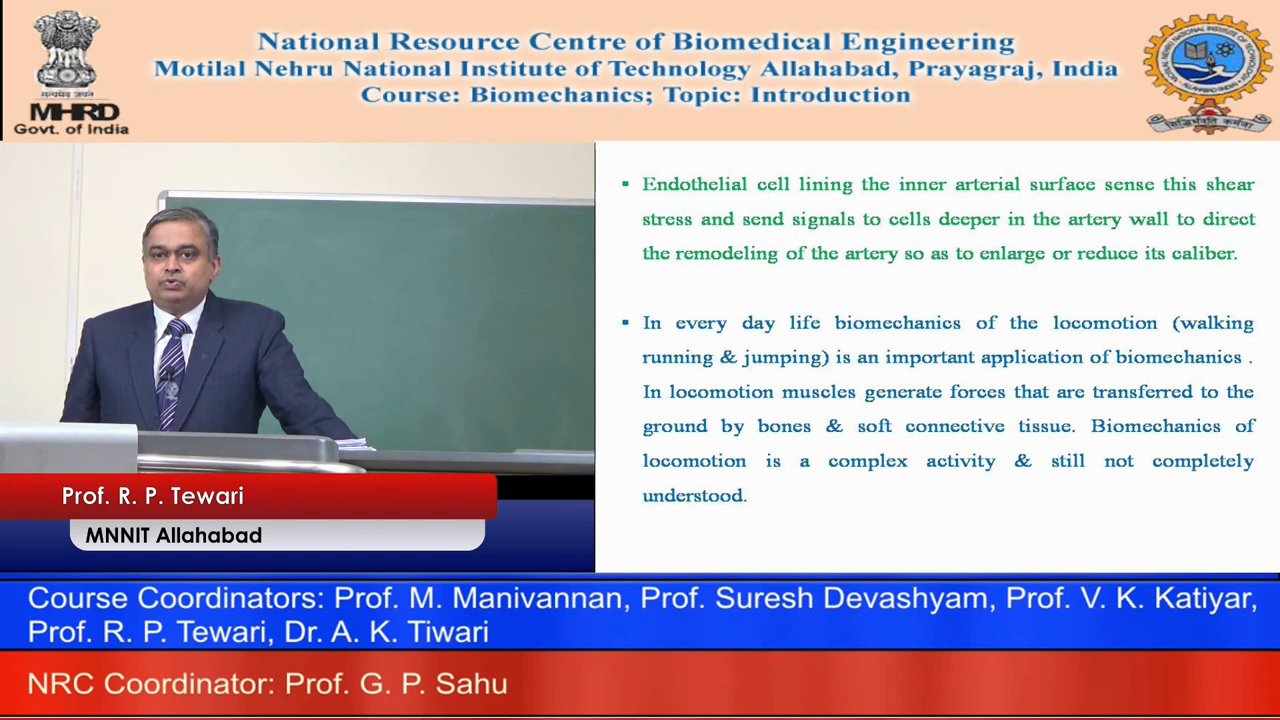 National Resource Centre of Biomedical Engineering
Motilal Nehru National Institute of Technology Allahabad, Prayagraj, India
Course: Biomechanics; Topic: Introduction
सत्यमेव जयते
MHRD
Govt. of India
▪ Endothelial cell lining the inner arterial surface sense this shear
stress and send signals to cells deeper in the artery wall to direct
the remodeling of the artery so as to enlarge or reduce its caliber.
▪ In every day life biomechanics of the locomotion (walking
running & jumping) is an important application of biomechanics .
In locomotion muscles generate forces that are transferred to the
ground by bones & soft connective tissue. Biomechanics of
locomotion is a complex activity & still not completely
understood.
Prof. R. P. Tewari
MNNIT Allahabad
Course Coordinators: Prof. M. Manivannan, Prof. Suresh Devashyam, Prof. V. K. Katiyar,
Prof. R. P. Tewari, Dr. A. K. Tiwari
NRC Coordinator: Prof. G. P. Sahu